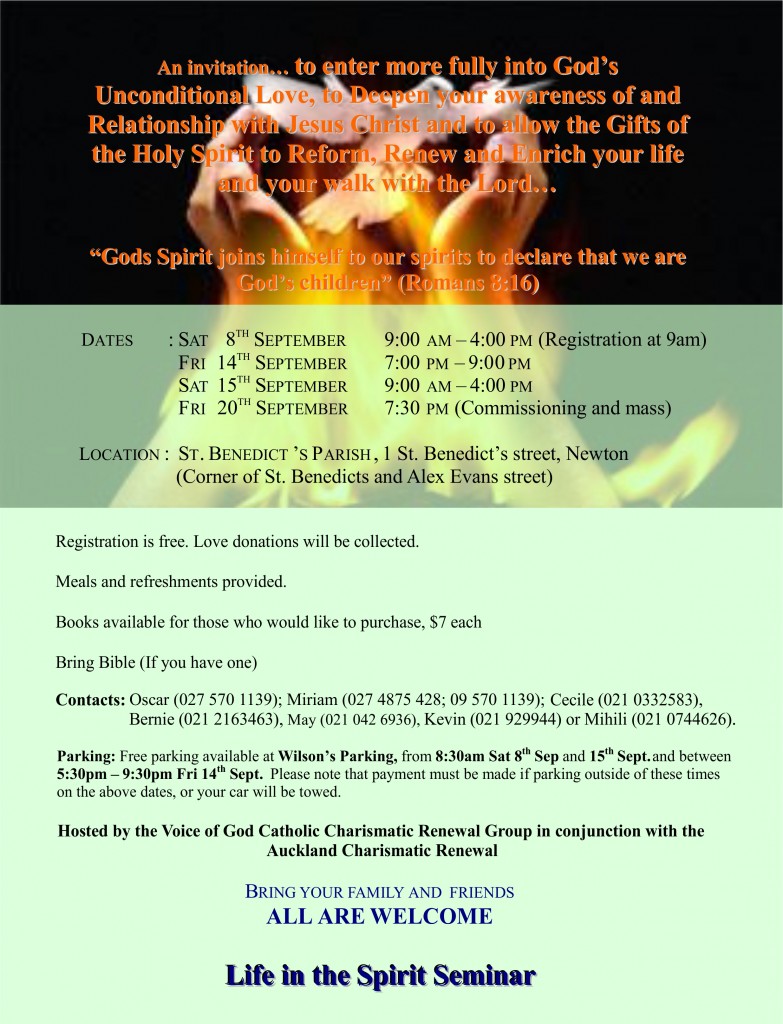 An invitation… to enter more fully into God’s
Unconditional Love, to Deepen your awareness of and
Relationship with Jesus Christ and to allow the Gifts of
the Holy Spirit to Reform, Renew and Enrich your life
and your walk with the Lord…
“Gods Spirit joins himself to our spirits to declare that we are
God’s children” (Romans 8:16)
DATES : SAT 8TH SEPTEMBER 9:00 AM – 4:00 PM (Registration at 9am)
FRI 14TH SEPTEMBER 7:00 PM – 9:00 PM
SAT 15TH SEPTEMBER 9:00 AM – 4:00 PM
FRI 20TH SEPTEMBER 7:30 PM (Commissioning and mass)
LOCATION : ST. BENEDICT ’S PARISH, 1 St. Benedict’s street, Newton
(Corner of St. Benedicts and Alex Evans street)
Registration is free. Love donations will be collected.
Meals and refreshments provided.
Books available for those who would like to purchase, $7 each
Bring Bible (If you have one)
Contacts: Oscar (027 570 1139); Miriam (027 4875 428; 09 570 1139); Cecile (021 0332583),
Bernie (021 2163463), May (021 042 6936), Kevin (021 929944) or Mihili (021 0744626).
Parking: Free parking available at Wilson’s Parking, from 8:30am Sat 8th Sep and 15th Sept. and between
5:30pm – 9:30pm Fri 14th Sept. Please note that payment must be made if parking outside of these times
on the above dates, or your car will be towed.
Hosted by the Voice of God Catholic Charismatic Renewal Group in conjunction with the
Auckland Charismatic Renewal
BRING YOUR FAMILY AND FRIENDS
ALL ARE WELCOME
Life in the Spirit Seminar